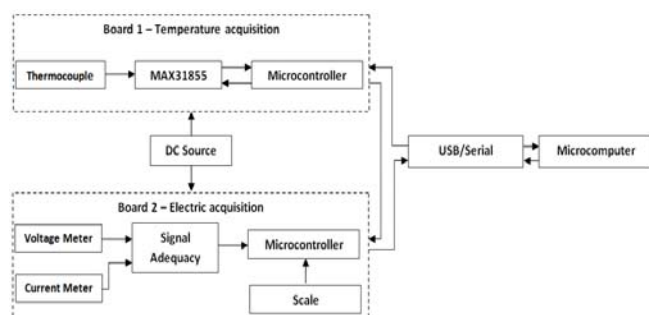 Board 1 – Temperature acquisition
Thermocouple
MAX31855
Microcontroller
DC Source
USB/Serial
Microcomputer
Board 2 – Electric acquisition
Voltage Meter
Signal
Adequacy
Microcontroller
Current Meter
Scale